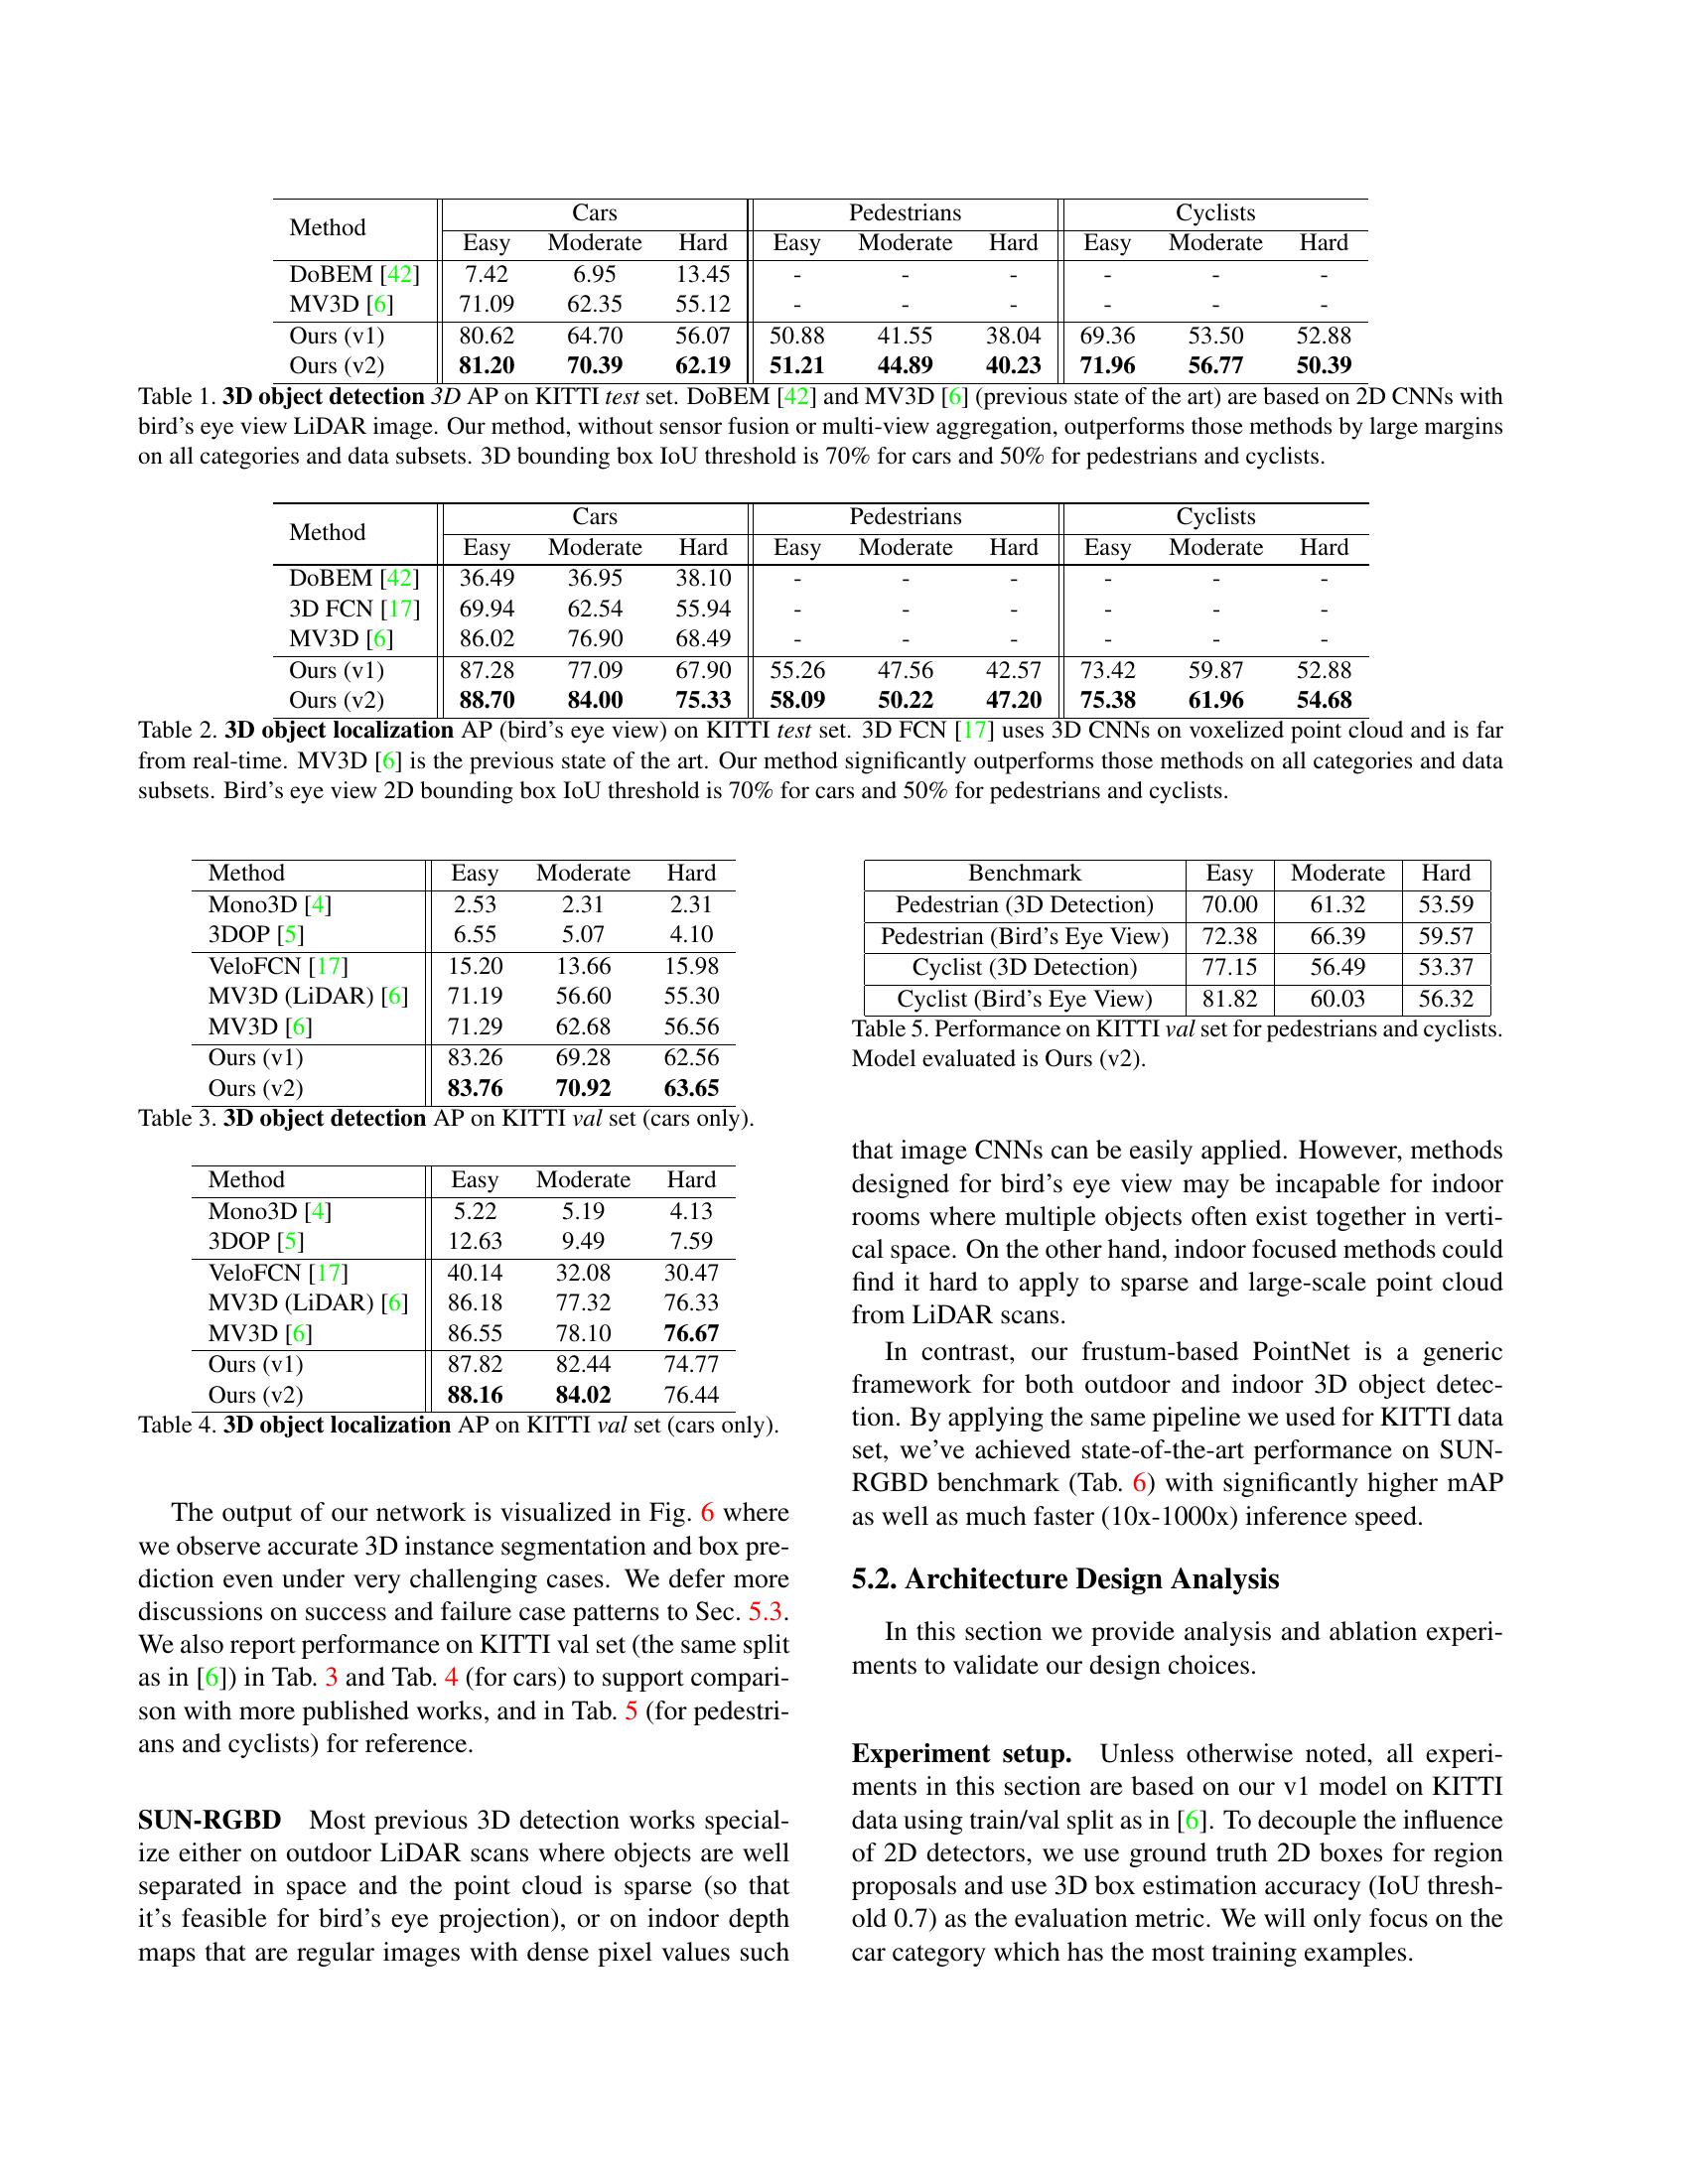 Method Cars Pedestrians Cyclists
Easy Moderate Hard Easy Moderate Hard Easy Moderate Hard
DoBEM [42] 7.42 6.95 13.45 - - - - - -
MV3D [6] 71.09 62.35 55.12 - - - - - -
Ours (v1) 80.62 64.70 56.07 50.88 41.55 38.04 69.36 53.50 52.88
Ours (v2) 81.20 70.39 62.19 51.21 44.89 40.23 71.96 56.77 50.39
Table 1. 3D object detection 3D AP on KITTI test set. DoBEM [42] and MV3D [6] (previous state of the art) are based on 2D CNNs with
bird's eye view LiDAR image. Our method, without sensor fusion or multi-view aggregation, outperforms those methods by large margins
on all categories and data subsets. 3D bounding box IoU threshold is 70% for cars and 50% for pedestrians and cyclists.
Method Cars Pedestrians Cyclists
Easy Moderate Hard Easy Moderate Hard Easy Moderate Hard
DoBEM [42] 36.49 36.95 38.10 - - - - - -
3D FCN [17] 69.94 62.54 55.94 - - - - - -
MV3D [6] 86.02 76.90 68.49 - - - - - -
Ours (v1) 87.28 77.09 67.90 55.26 47.56 42.57 73.42 59.87 52.88
Ours (v2) 88.70 84.00 75.33 58.09 50.22 47.20 75.38 61.96 54.68
Table 2. 3D object localization AP (bird's eye view) on KITTI test set. 3D FCN [17] uses 3D CNNs on voxelized point cloud and is far
from real-time. MV3D [6] is the previous state of the art. Our method significantly outperforms those methods on all categories and data
subsets. Bird's eye view 2D bounding box IoU threshold is 70% for cars and 50% for pedestrians and cyclists.
Method Easy Moderate Hard
Mono3D [4] 2.53 2.31 2.31
3DOP [5] 6.55 5.07 4.10
VeloFCN [17] 15.20 13.66 15.98
MV3D (LiDAR) [6] 71.19 56.60 55.30
MV3D [6] 71.29 62.68 56.56
Ours (v1) 83.26 69.28 62.56
Ours (v2) 83.76 70.92 63.65
Table 3. 3D object detection AP on KITTI val set (cars only).
Method Easy Moderate Hard
Mono3D [4] 5.22 5.19 4.13
3DOP [5] 12.63 9.49 7.59
VeloFCN [17] 40.14 32.08 30.47
MV3D (LiDAR) [6] 86.18 77.32 76.33
MV3D [6] 86.55 78.10 76.67
Ours (v1) 87.82 82.44 74.77
Ours (v2) 88.16 84.02 76.44
Table 4. 3D object localization AP on KITTI val set (cars only).
The output of our network is visualized in Fig. 6 where
we observe accurate 3D instance segmentation and box pre-
diction even under very challenging cases. We defer more
discussions on success and failure case patterns to Sec. 5.3.
We also report performance on KITTI val set (the same split
as in [6]) in Tab. 3 and Tab. 4 (for cars) to support compari-
son with more published works, and in Tab. 5 (for pedestri-
ans and cyclists) for reference.
SUN-RGBD Most previous 3D detection works special-
ize either on outdoor LiDAR scans where objects are well
separated in space and the point cloud is sparse (so that
it's feasible for bird's eye projection), or on indoor depth
maps that are regular images with dense pixel values such
Benchmark Easy Moderate Hard
Pedestrian (3D Detection) 70.00 61.32 53.59
Pedestrian (Bird's Eye View) 72.38 66.39 59.57
Cyclist (3D Detection) 77.15 56.49 53.37
Cyclist (Bird's Eye View) 81.82 60.03 56.32
Table 5. Performance on KITTI val set for pedestrians and cyclists.
Model evaluated is Ours (v2).
that image CNNs can be easily applied. However, methods
designed for bird's eye view may be incapable for indoor
rooms where multiple objects often exist together in verti-
cal space. On the other hand, indoor focused methods could
find it hard to apply to sparse and large-scale point cloud
from LiDAR scans.
In contrast, our frustum-based PointNet is a generic
framework for both outdoor and indoor 3D object detec-
tion. By applying the same pipeline we used for KITTI data
set, we've achieved state-of-the-art performance on SUN-
RGBD benchmark (Tab. 6) with significantly higher mAP
as well as much faster (10x-1000x) inference speed.
5.2. Architecture Design Analysis
In this section we provide analysis and ablation experi-
ments to validate our design choices.
Experiment setup. Unless otherwise noted, all experi-
ments in this section are based on our v1 model on KITTI
data using train/val split as in [6]. To decouple the influence
of 2D detectors, we use ground truth 2D boxes for region
proposals and use 3D box estimation accuracy (IoU thresh-
old 0.7) as the evaluation metric. We will only focus on the
car category which has the most training examples.